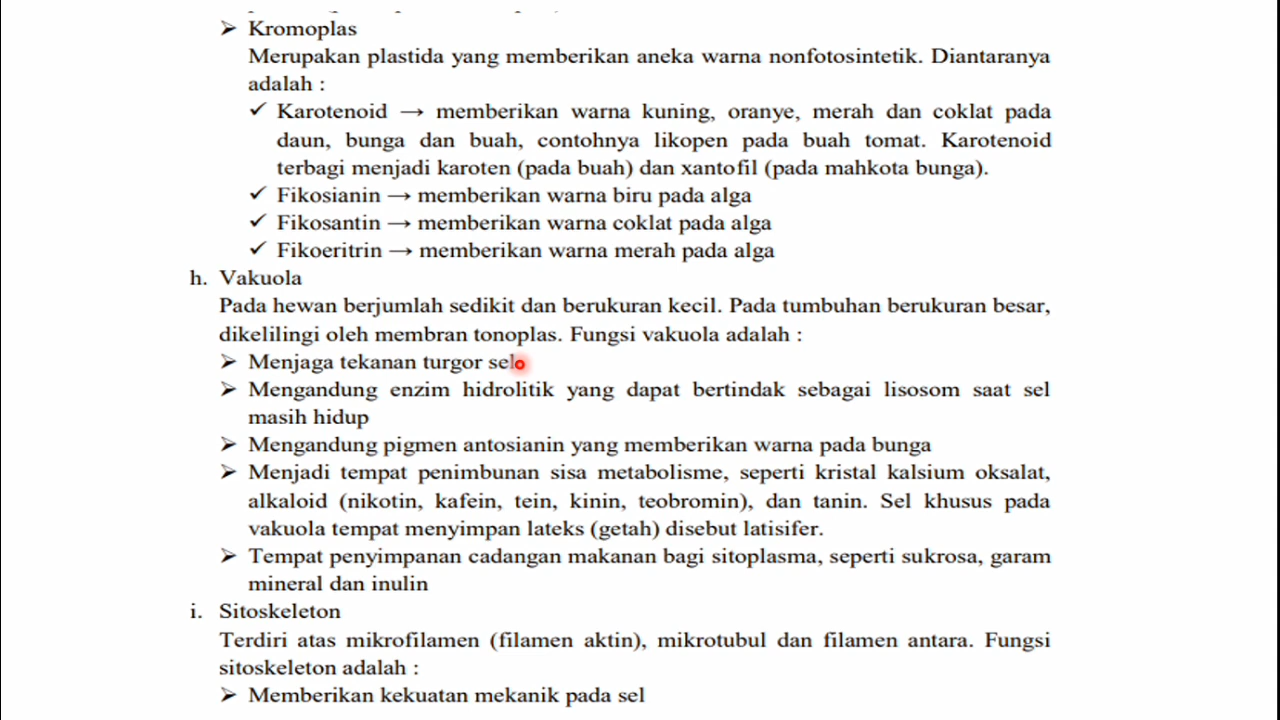 ➢ Kromoplas
Merupakan plastida yang memberikan aneka warna nonfotosintetik. Diantaranya
adalah :
✓ Karotenoid → memberikan warna kuning, oranye, merah dan coklat pada
daun, bunga dan buah, contohnya likopen pada buah tomat. Karotenoid
terbagi menjadi karoten (pada buah) dan xantofil (pada mahkota bunga).
✓ Fikosianin → memberikan warna biru pada alga
✓ Fikosantin → memberikan warna coklat pada alga
✓ Fikoeritrin → memberikan warna merah pada alga
h. Vakuola
Pada hewan berjumlah sedikit dan berukuran kecil. Pada tumbuhan berukuran besar,
dikelilingi oleh membran tonoplas. Fungsi vakuola adalah :
➢ Menjaga tekanan turgor sel
➢ Mengandung enzim hidrolitik yang dapat bertindak sebagai lisosom saat sel
masih hidup
➢ Mengandung pigmen antosianin yang memberikan warna pada bunga
➢ Menjadi tempat penimbunan sisa metabolisme, seperti kristal kalsium oksalat,
alkaloid (nikotin, kafein, tein, kinin, teobromin), dan tanin. Sel khusus pada
vakuola tempat menyimpan lateks (getah) disebut latisifer.
➢ Tempat penyimpanan cadangan makanan bagi sitoplasma, seperti sukrosa, garam
mineral dan inulin
i. Sitoskeleton
Terdiri atas mikrofilamen (filamen aktin), mikrotubul dan filamen antara. Fungsi
sitoskeleton adalah :
➢ Memberikan kekuatan mekanik pada sel